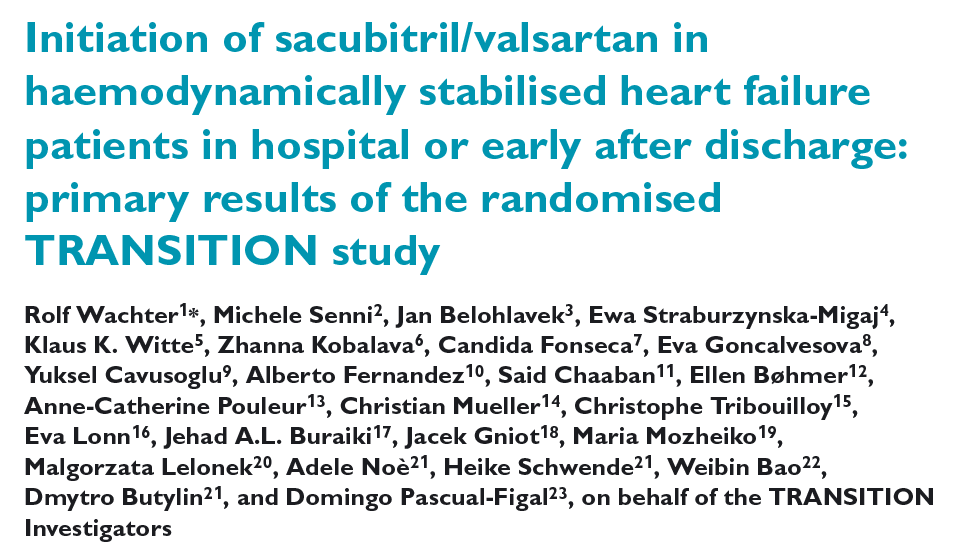 Initiation of sacubitril/valsartan in
haemodynamically stabilised heart failure
patients in hospital or early after discharge:
primary results of the randomised
TRANSITION study
Rolf Wachter1*, Michele Senni2, Jan Belohlavek3, Ewa Straburzynska-Migaj4,
Klaus K. Witte5, Zhanna Kobalava6, Candida Fonseca7, Eva Goncalvesova8,
Yuksel Cavusoglu9, Alberto Fernandez10, Said Chaaban11, Ellen Bøhmer12,
Anne-Catherine Pouleur13, Christian Mueller14, Christophe Tribouilloy15,
Eva Lonn16, Jehad A.L. Buraiki17, Jacek Gniot18, Maria Mozheiko19,
Malgorzata Lelonek20, Adele Noè21, Heike Schwende21, Weibin Bao22,
Dmytro Butylin21, and Domingo Pascual-Figal23, on behalf of the TRANSITION
Investigators